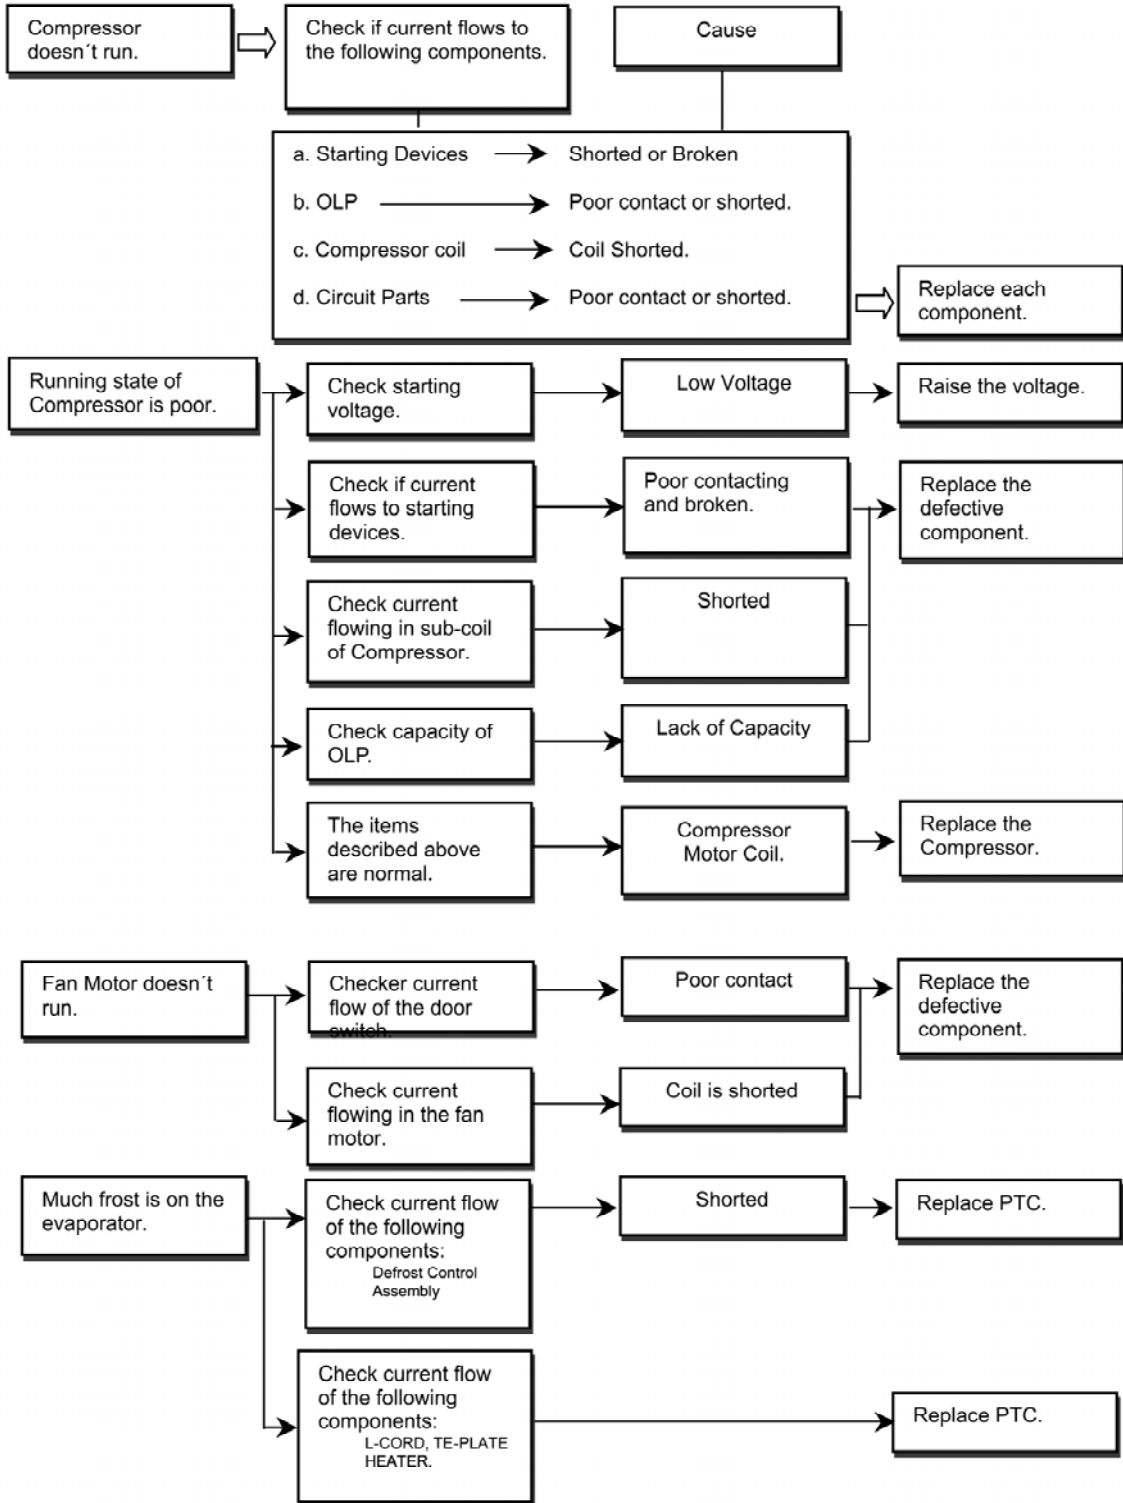 Compressor
doesn´t run.
Check if current flows to
the following components.
Cause
a. Starting Devices
Shorted or Broken
b. OLP
Poor contact or shorted.
c. Compressor coil
Coil Shorted.
d. Circuit Parts
Poor contact or shorted.
Replace each
component.
Running state of
Compressor is poor.
Check starting
voltage.
Low Voltage
Raise the voltage.
Check if current
flows to starting
devices.
Poor contacting
and broken.
Replace the
defective
component.
Check current
flowing in sub-coil
of Compressor.
Shorted
Check capacity of
OLP.
Lack of Capacity
The items
described above
are normal.
Compressor
Motor Coil.
Replace the
Compressor.
Fan Motor doesn´t
run.
Checker current
flow of the door
switch.
Poor contact
Replace the
defective
component.
Check current
flowing in the fan
motor.
Coil is shorted
Much frost is on the
evaporator.
Check current flow
of the following
components:
Defrost Control
Assembly
Shorted
Replace PTC.
Check current flow
of the following
components:
L-CORD, TE-PLATE
HEATER.
Replace PTC.